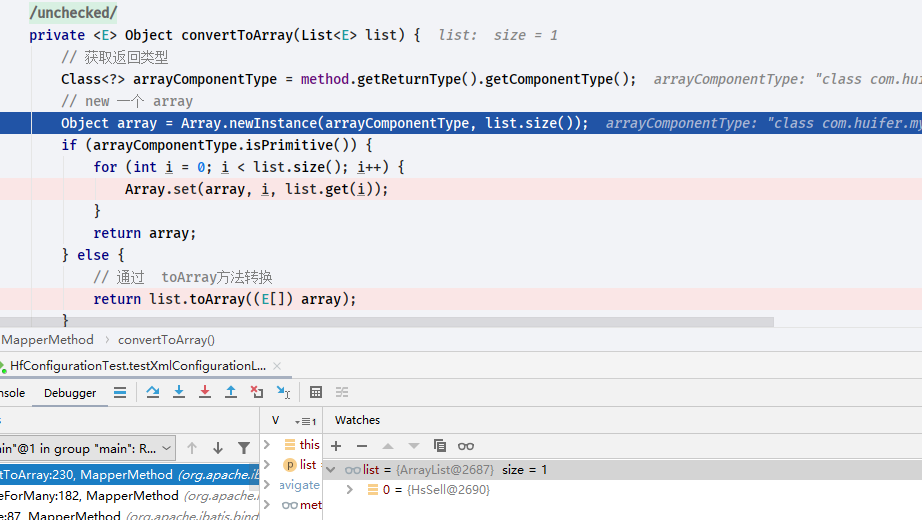 /unchecked/
private <E> Object convertToArray(List<E> list) {  list:  size = 1
// 获取返回类型
Class<?> arrayComponentType = method.getReturnType().getComponentType();  arrayComponentType: "class com.hui
// new 一个 array
Object array = Array.newInstance(arrayComponentType, list.size());  arrayComponentType: "class com.huifer.my
if (arrayComponentType.isPrimitive()) {
for (int i = 0; i < list.size(); i++) {
Array.set(array, i, list.get(i));
}
return array;
} else {
// 通过  toArray方法转换
return list.toArray((E[]) array);
}
MapperMethod › convertToArray()
HfConfigurationTest.testXmlConfigurationL... ×
nsole Debugger
V 1 Watches
in"@1 in group "main": R...
this
list
list = {ArrayList@2687}  size = 1
tToArray:230, MapperMethod (org.apache.ib
avigate
0 = {HsSell@2690}
eForMany:182, MapperMethod (org.apache.i
met
e:87, MapperMethod (org.apache.ibatis.bind